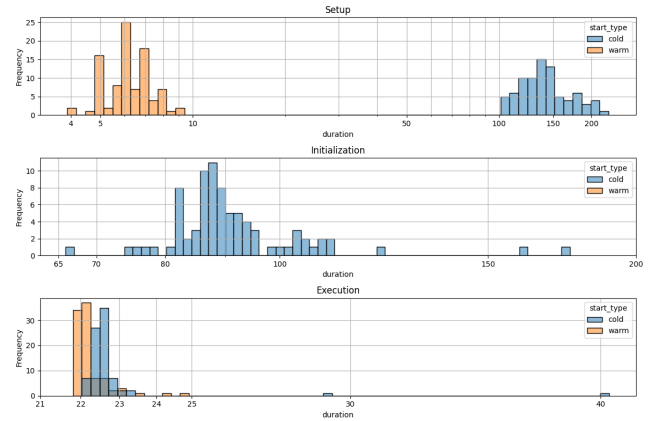 Setup
Frequency
25
20
15
10
5
0
start_type
cold
warm
4 5 10 50 100 150 200
duration
Initialization
Frequency
10
8
6
4
2
0
start_type
cold
warm
65 70 80 100 150 200
duration
Execution
Frequency
30
20
10
0
start_type
cold
warm
21 22 23 24 25 30 40
duration